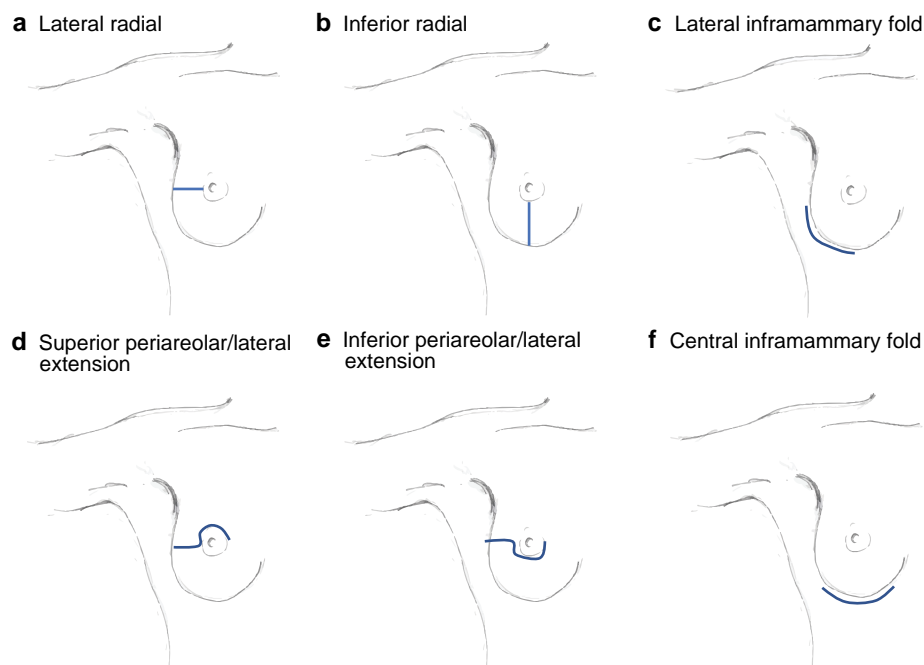 a Lateral radial
b Inferior radial
c Lateral inframammary fold
d Superior periareolar/lateral
extension
e Inferior periareolar/lateral
extension
f Central inframammary fold